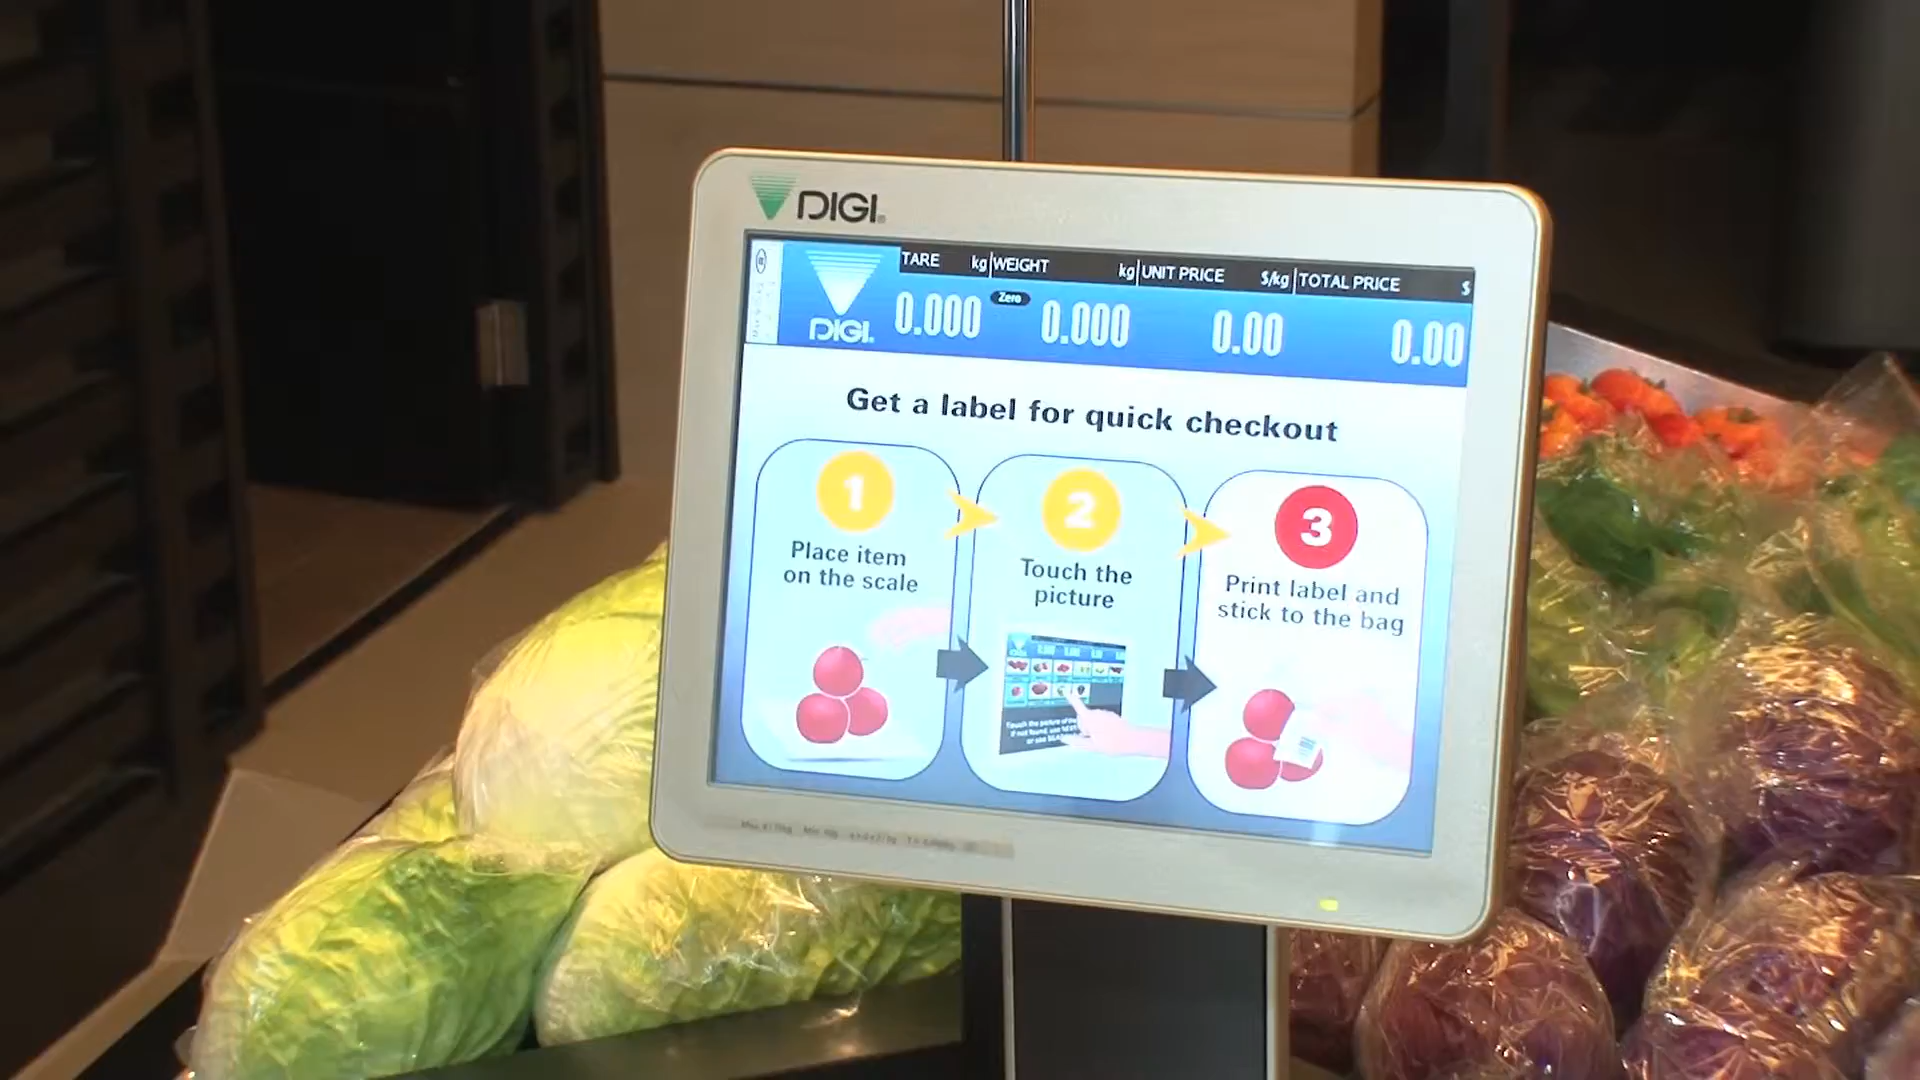 DIGI
TARE kg WEIGHT kg UNIT PRICE $/kg TOTAL PRICE $
Zero
DIGI. 0.000 0.000 0.00 0.00
Get a label for quick checkout
1 2 3
Place item
on the scale
Touch the
picture
Print label and
stick to the bag